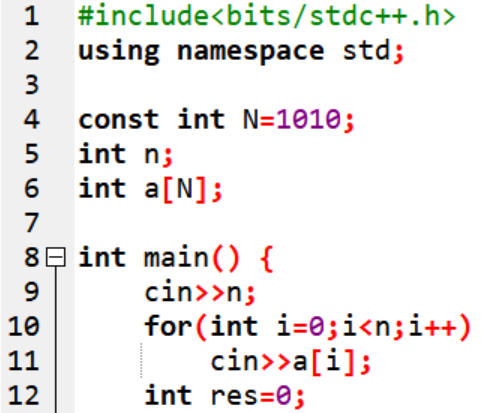 1 #include<bits/stdc++.h>
2 using namespace std;
3
4 const int N=1010;
5 int n;
6 int a[N];
7
8 int main() {
9 cin>>n;
10 for(int i=0;i<n;i++)
11 cin>>a[i];
12 int res=0;